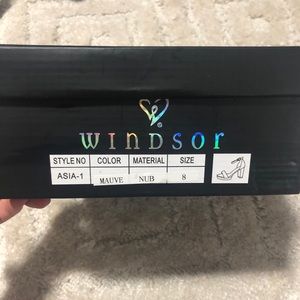 WINDSOR
STYLE NO COLOR MATERIAL SIZE
ASIA-1 MAUVE NUB 8